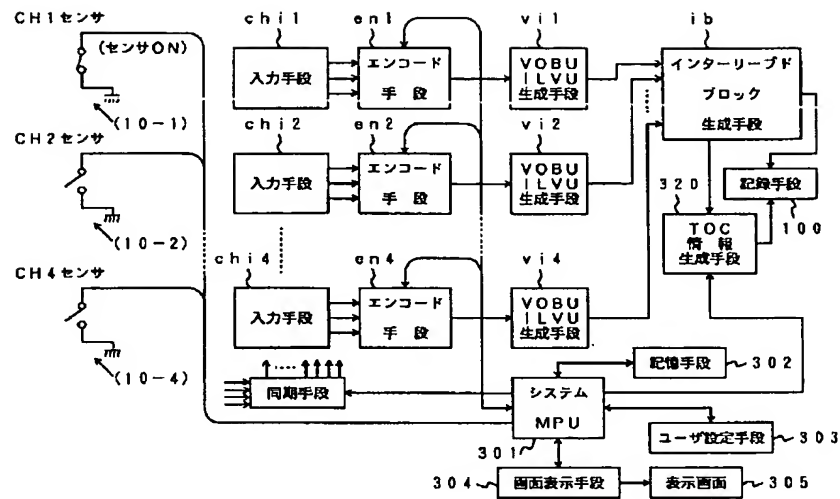 CH1センサ
(センサON)
(10-1)
CH2センサ
(10-2)
CH4センサ
(10-4)
chi1
入力手段
en1
エンコード
手段
vi1
VOBU
ILVU
生成手段
ib
インターリーブド
ブロック
生成手段
chi2
入力手段
en2
エンコード
手段
vi2
VOBU
ILVU
生成手段
320
TOC
情報
生成手段
記録手段
100
chi4
入力手段
en4
エンコード
手段
vi4
VOBU
ILVU
生成手段
同期手段
システム
MPU
301
記憶手段
302
ユーザ設定手段
303
304
画面表示手段
表示画面
305